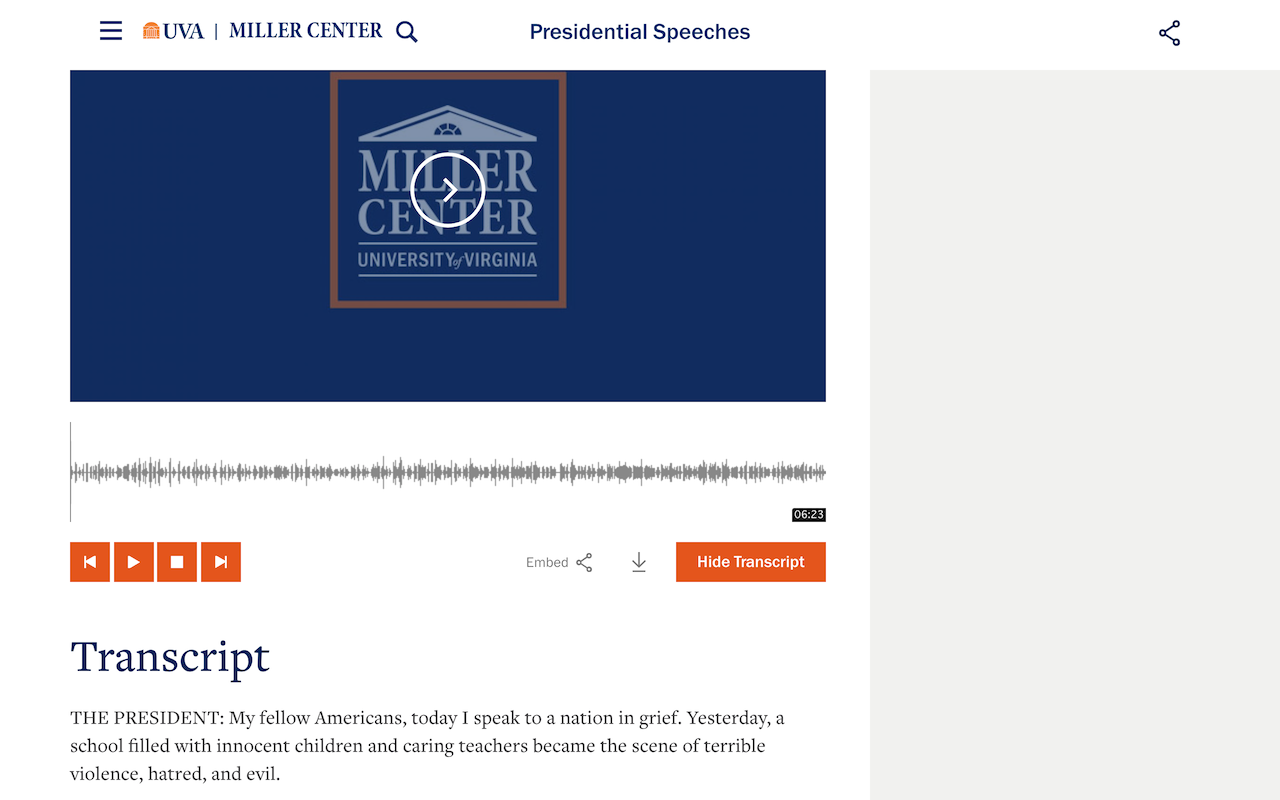 UVA | MILLER CENTER
Presidential Speeches
MILLER
CENTER
UNIVERSITY of VIRGINIA
06:23
Embed
Hide Transcript
Transcript
THE PRESIDENT: My fellow Americans, today I speak to a nation in grief. Yesterday, a
school filled with innocent children and caring teachers became the scene of terrible
violence, hatred, and evil.